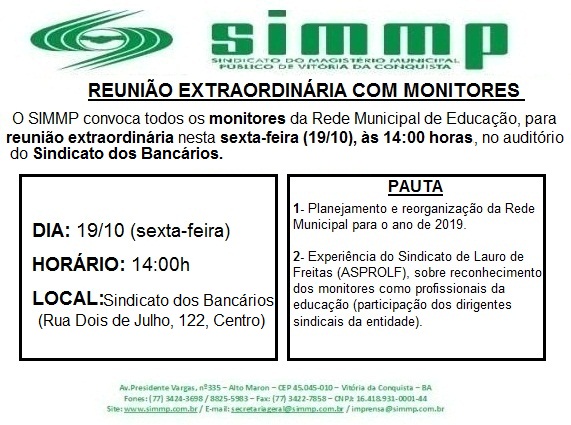 simmp
SINDICATO DO MAGISTÉRIO MUNICIPAL
PÚBLICO DE VITÓRIA DA CONQUISTA
REUNIÃO EXTRAORDINÁRIA COM MONITORES
O SIMMP convoca todos os monitores da Rede Municipal de Educação, para
reunião extraordinária nesta sexta-feira (19/10), às 14:00 horas, no auditório
do Sindicato dos Bancários.
DIA: 19/10 (sexta-feira)
HORÁRIO: 14:00h
LOCAL: Sindicato dos Bancários
(Rua Dois de Julho, 122, Centro)
PAUTA
1- Planejamento e reorganização da Rede
Municipal para o ano de 2019.
2- Experiência do Sindicato de Lauro de
Freitas (ASPROLF), sobre reconhecimento
dos monitores como profissionais da
educação (participação dos dirigentes
sindicais da entidade).
Av.Presidente Vargas, nº335 – Alto Maron – CEP 45.045-010 – Vitória da Conquista – BA
Fones: (77) 3424-3698 / 8825-5983 – Fax: (77) 3422-7858 – CNPJ: 16.418.931-0001-44
Site: www.simmp.com.br / E-mail: secretariageral@simmp.com.br / imprensa@simmp.com.br